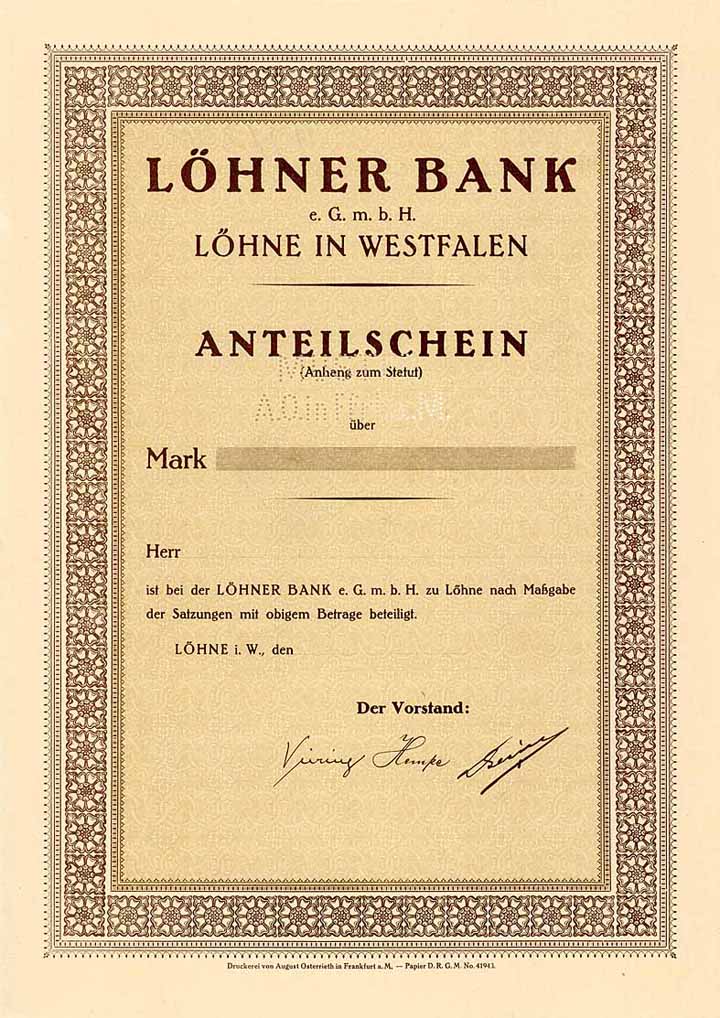 LÖHNER BANK
e. G. m. b. H.
LÖHNE IN WESTFALEN
ANTEILSCHEIN
(Anhang zum Statut)
über
Mark
Herr
ist bei der LÖHNER BANK e. G. m. b. H. zu Löhne nach Maßgabe
der Satzungen mit obigem Betrage beteiligt.
LÖHNE i. W., den
Der Vorstand:
Druckerei von August Osterrieth in Frankfurt a. M. — Papier D. R. G. M. No. 41943.